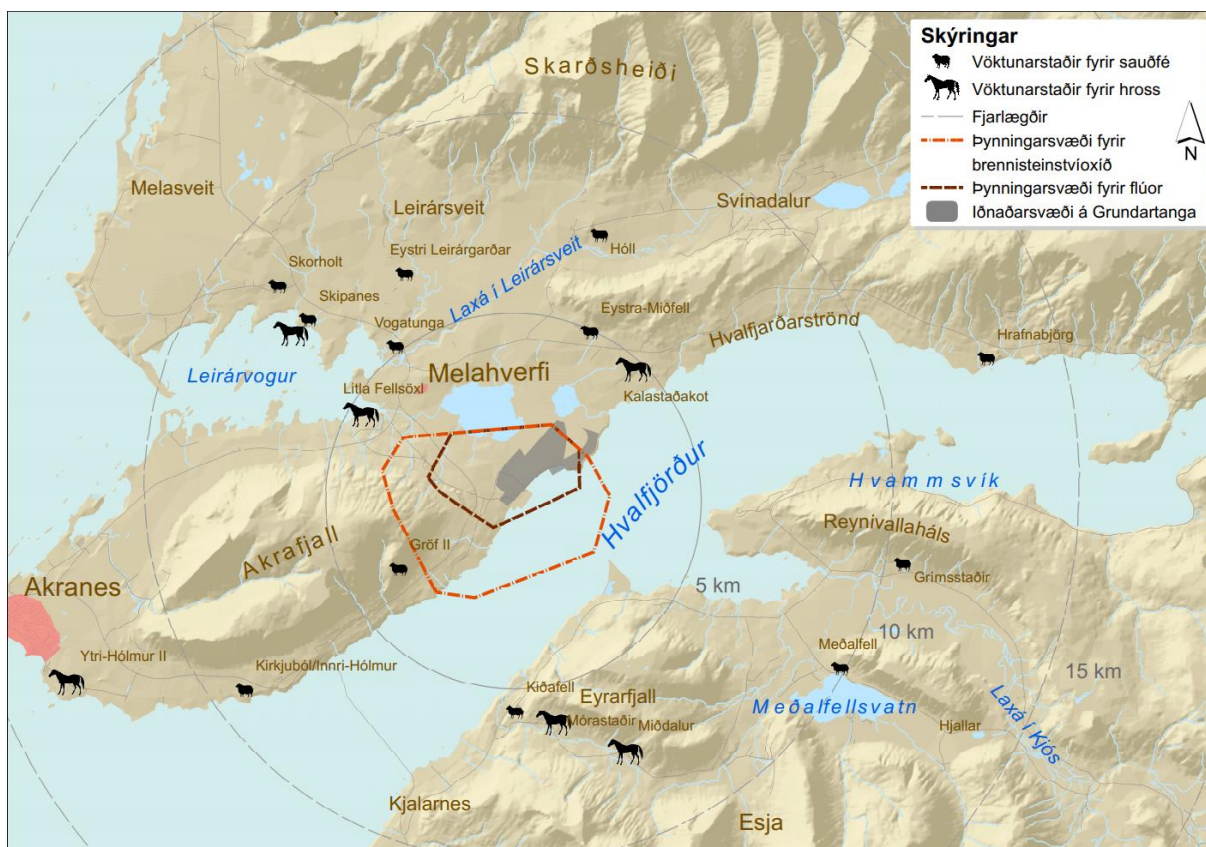 Skýringar
Vöktunarstaðir fyrir sauðfé
Vöktunarstaðir fyrir hross
Fjarlægðir
Þynningarsvæði fyrir
brennisteinstvíoxíð
Þynningarsvæði fyrir flúor
Iðnaðarsvæði á Grundartanga
N
Skarðsheiði
Melasveit
Leirársveit
Svínadalur
Hóll
Eystri Leirárgarðar
Laxá í Leirársveit
Skorholt
Skipanes
Vogatunga
Eystra-Miðfell
Hvalfjarðarströnd
Hrafnabjörg
Leirárvogur
Litla Fellsöxl
Melahverfi
Kalastaðakot
Hvalfjörður
Hvammsvík
Reynivallaháls
Akrafjall
Gröf II
Grímsstaðir
Akranes
5 km
10 km
15 km
Ytri-Hólmur II
Kirkjuból/Innri-Hólmur
Meðalfell
Kiðafell
Eyrarfjall
Meðalfellsvatn
Laxá í Kjós
Mórastaðir
Miðdalur
Hjallar
Kjalarnes
Esja